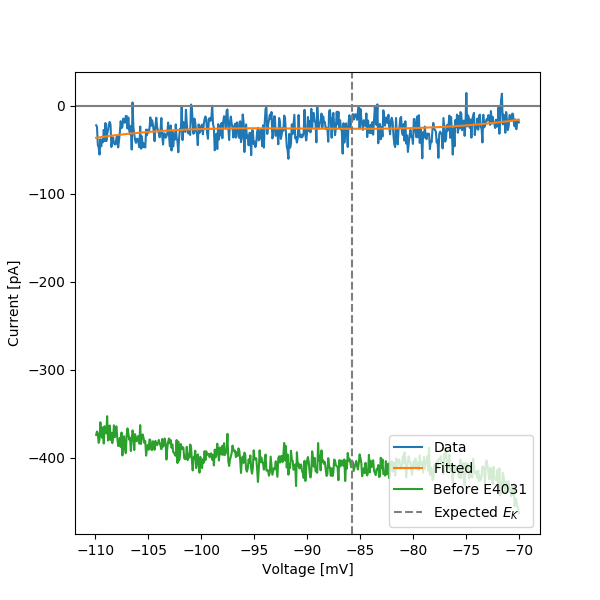 0
−100
−200
−300
−400
Current [pA]
Data
Fitted
Before E4031
Expected E_K
−110 −105 −100 −95 −90 −85 −80 −75 −70
Voltage [mV]